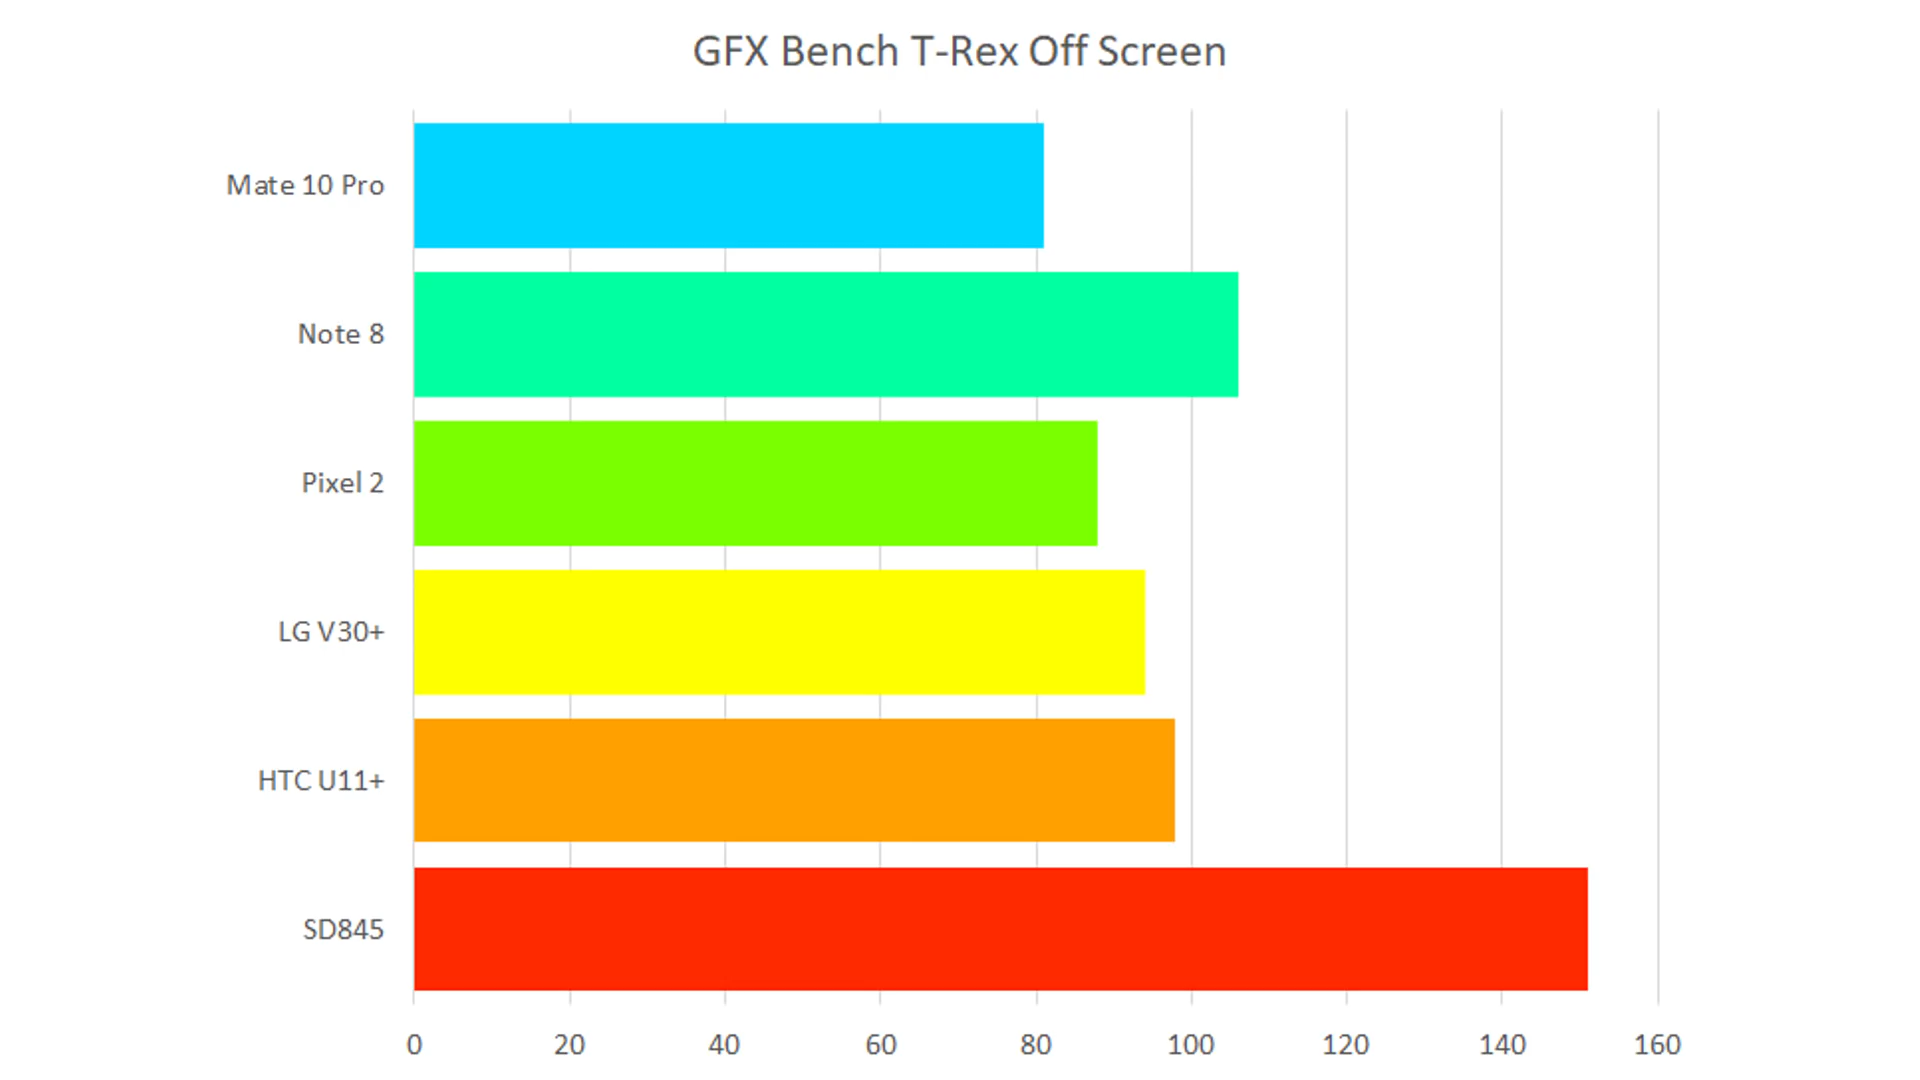 GFX Bench T-Rex Off Screen
Mate 10 Pro
Note 8
Pixel 2
LG V30+
HTC U11+
SD845
0 20 40 60 80 100 120 140 160